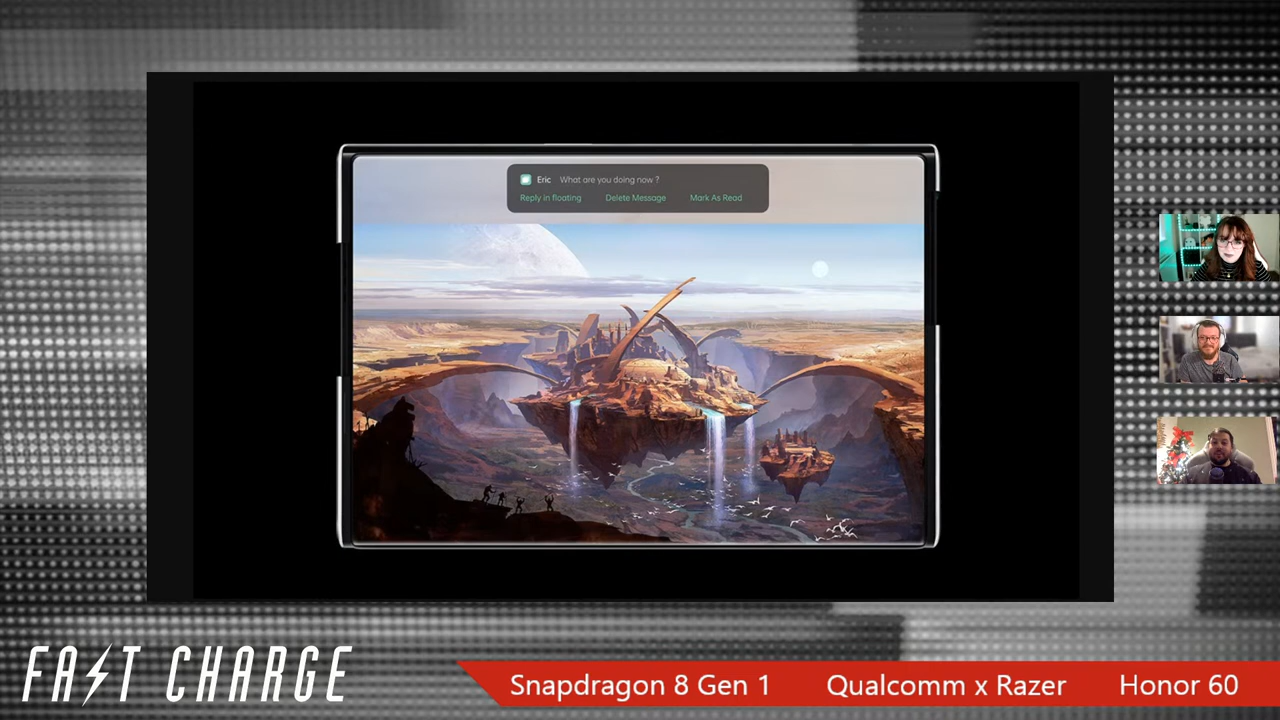 Eric What are you doing now ?
Reply in floating Delete Message Mark As Read
FAST CHARGE
Snapdragon 8 Gen 1 Qualcomm x Razer Honor 60